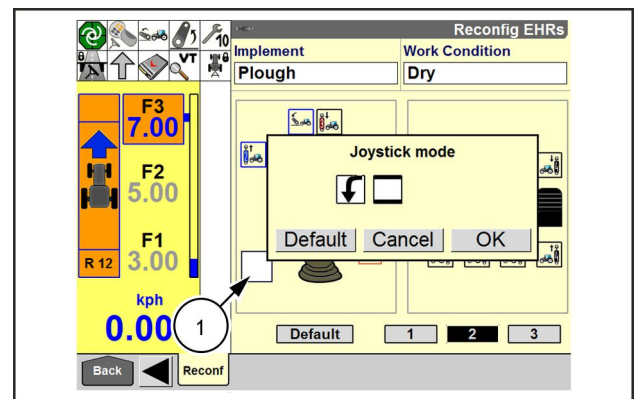 Reconfig EHRs
10
VT
Implement
Work Condition
Plough
Dry
F3
7.00
F2
5.00
F1
3.00
R 12
kph
0.00
Joystick mode
Default Cancel OK
1
Default 1 2 3
Back Reconf